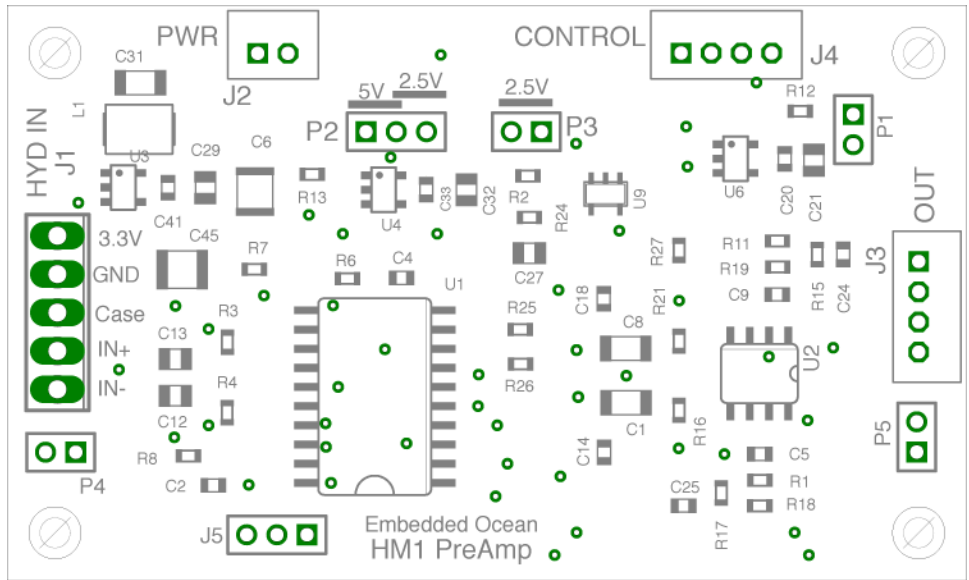 PWR
CONTROL
C31
J2
J4
2.5V
5V
2.5V
R12
L1
P2
P3
P1
HYD IN
J1
U3
C29
C6
R13
U4
C33
C32
R2
R24
U9
U6
C20
C21
OUT
C41
C45
3.3V
GND
Case
IN+
IN-
R7
R6
C4
U1
C27
R27
R11
R19
C9
R15
C24
J3
R3
C13
C18
R21
R25
C8
R26
U2
R4
C12
C1
R16
P5
R8
C14
C5
P4
C2
C25
R1
R18
R17
J5
Embedded Ocean
HM1 PreAmp